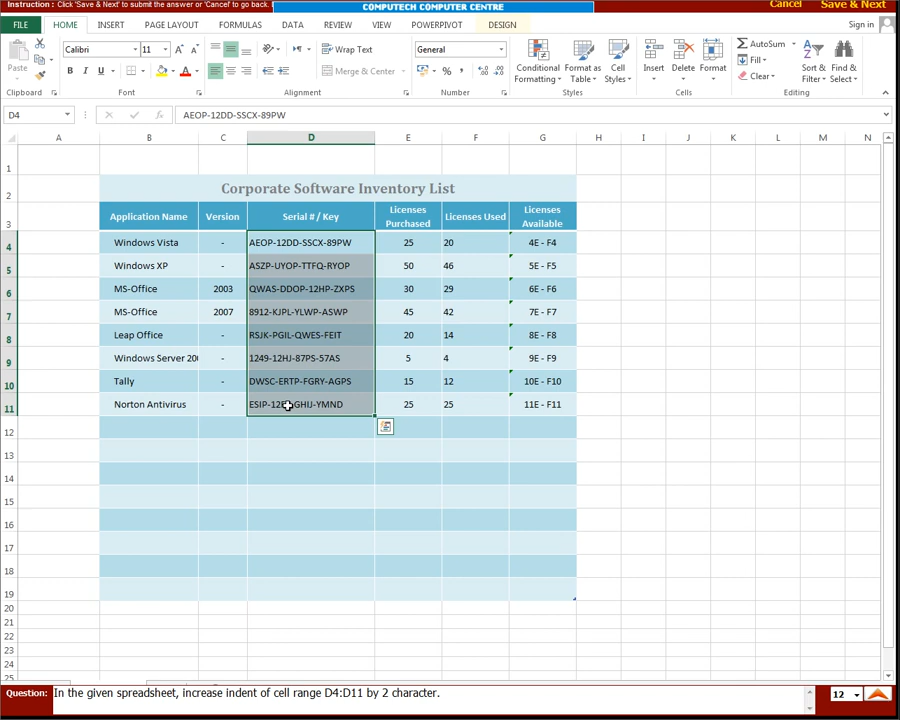 Instruction : Click 'Save & Next' to submit the answer or 'Cancel' to go back.
COMPUTECH COMPUTER CENTRE
Cancel Save & Next
FILE HOME INSERT PAGE LAYOUT FORMULAS DATA REVIEW VIEW POWERPIVOT DESIGN Sign in
Calibri 11 Wrap Text General AutoSum
Paste B I U Merge & Center % Conditional Formatting Format as Table Cell Styles Insert Delete Format Fill Clear Sort & Filter Find & Select
Clipboard Font Alignment Number Styles Cells Editing
D4 AEOP-12DD-SSCX-89PW
A B C D E F G H I J K L M N
1
2 Corporate Software Inventory List
3 Application Name Version Serial # / Key Licenses Purchased Licenses Used Licenses Available
4 Windows Vista - AEOP-12DD-SSCX-89PW 25 20 4E - F4
5 Windows XP - ASZP-UYOP-TTFQ-RYOP 50 46 5E - F5
6 MS-Office 2003 QWAS-DDOP-12HP-ZXPS 30 29 6E - F6
7 MS-Office 2007 8912-KJPL-YLWP-ASWP 45 42 7E - F7
8 Leap Office - RSJK-PGIL-QWES-FEIT 20 14 8E - F8
9 Windows Server 200 - 1249-12HJ-87PS-57AS 5 4 9E - F9
10 Tally - DWSC-ERTP-FGRY-AGPS 15 12 10E - F10
11 Norton Antivirus - 25 25 11E - F11
12
13
14
15
16
17
18
19
20
21
22
23
24
25
Question: In the given spreadsheet, increase indent of cell range D4:D11 by 2 character. 12